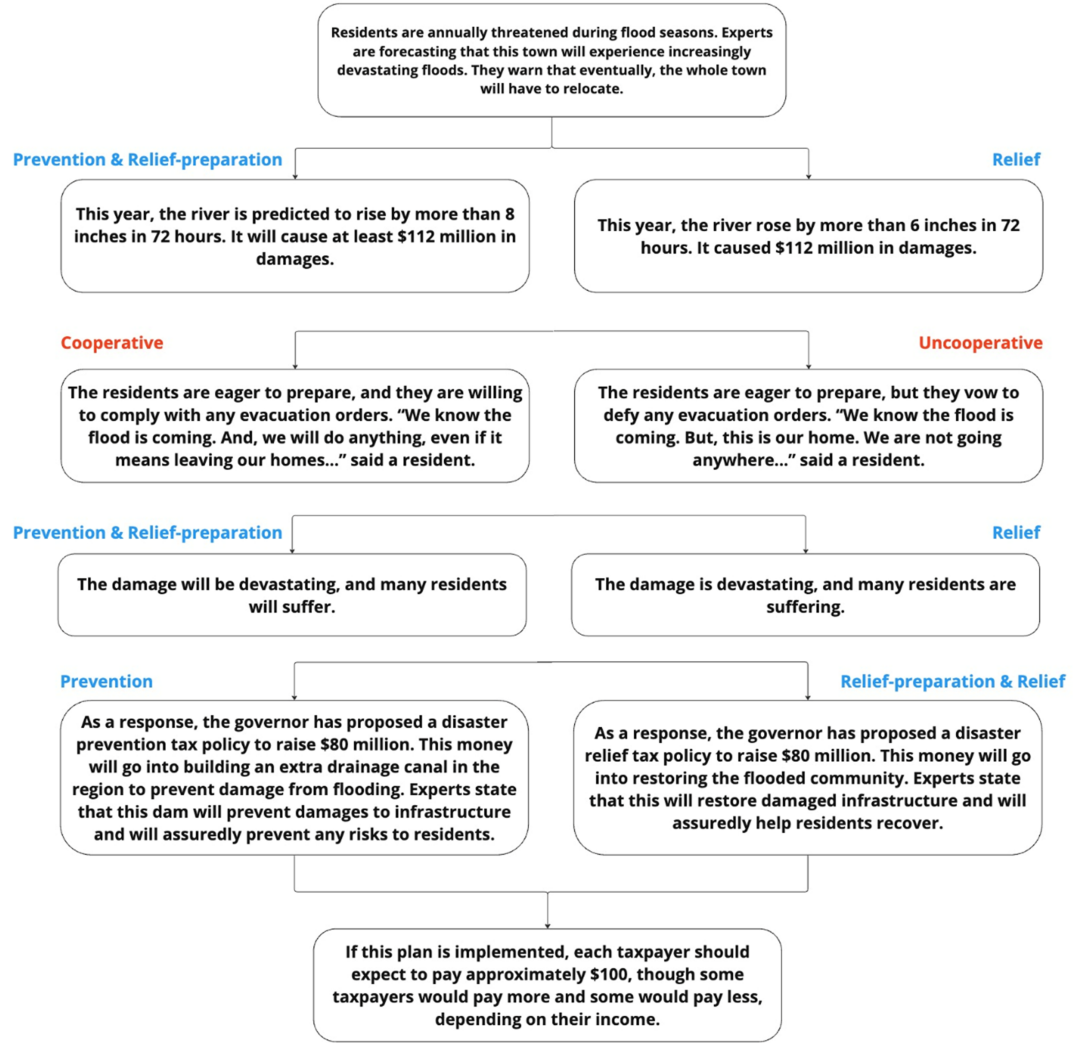 Residents are annually threatened during flood seasons. Experts
are forecasting that this town will experience increasingly
devastating floods. They warn that eventually, the whole town
will have to relocate.
Prevention & Relief-preparation
Relief
This year, the river is predicted to rise by more than 8
inches in 72 hours. It will cause at least $112 million in
damages.
This year, the river rose by more than 6 inches in 72
hours. It caused $112 million in damages.
Cooperative
Uncooperative
The residents are eager to prepare, and they are willing
to comply with any evacuation orders. “We know the
flood is coming. And, we will do anything, even if it
means leaving our homes...” said a resident.
The residents are eager to prepare, but they vow to
defy any evacuation orders. “We know the flood is
coming. But, this is our home. We are not going
anywhere...” said a resident.
Prevention & Relief-preparation
Relief
The damage will be devastating, and many residents
will suffer.
The damage is devastating, and many residents are
suffering.
Prevention
Relief-preparation & Relief
As a response, the governor has proposed a disaster
prevention tax policy to raise $80 million. This money
will go into building an extra drainage canal in the
region to prevent damage from flooding. Experts state
that this dam will prevent damages to infrastructure
and will assuredly prevent any risks to residents.
As a response, the governor has proposed a disaster
relief tax policy to raise $80 million. This money will go
into restoring the flooded community. Experts state
that this will restore damaged infrastructure and will
assuredly help residents recover.
If this plan is implemented, each taxpayer should
expect to pay approximately $100, though some
taxpayers would pay more and some would pay less,
depending on their income.